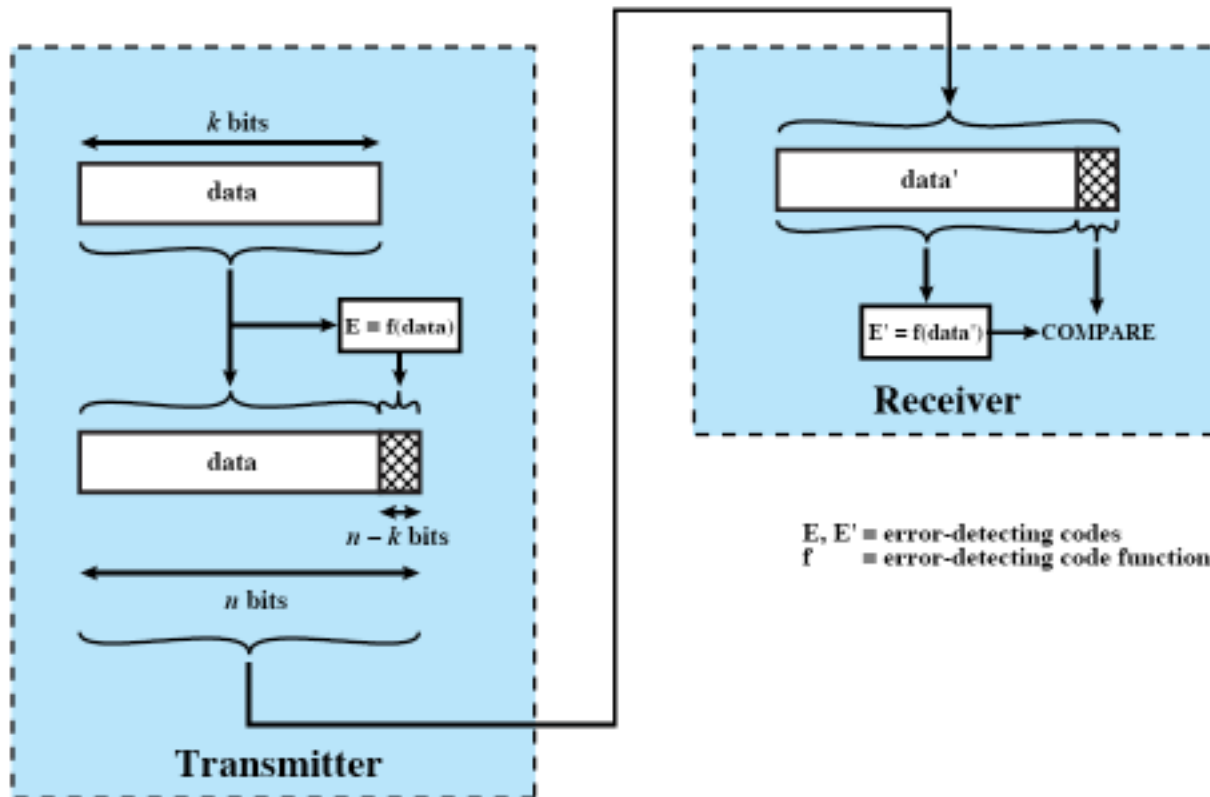 k bits
data
E = f(data)
data
n – k bits
n bits
Transmitter
data'
E' = f(data')
COMPARE
Receiver
E, E' = error-detecting codes
f = error-detecting code function